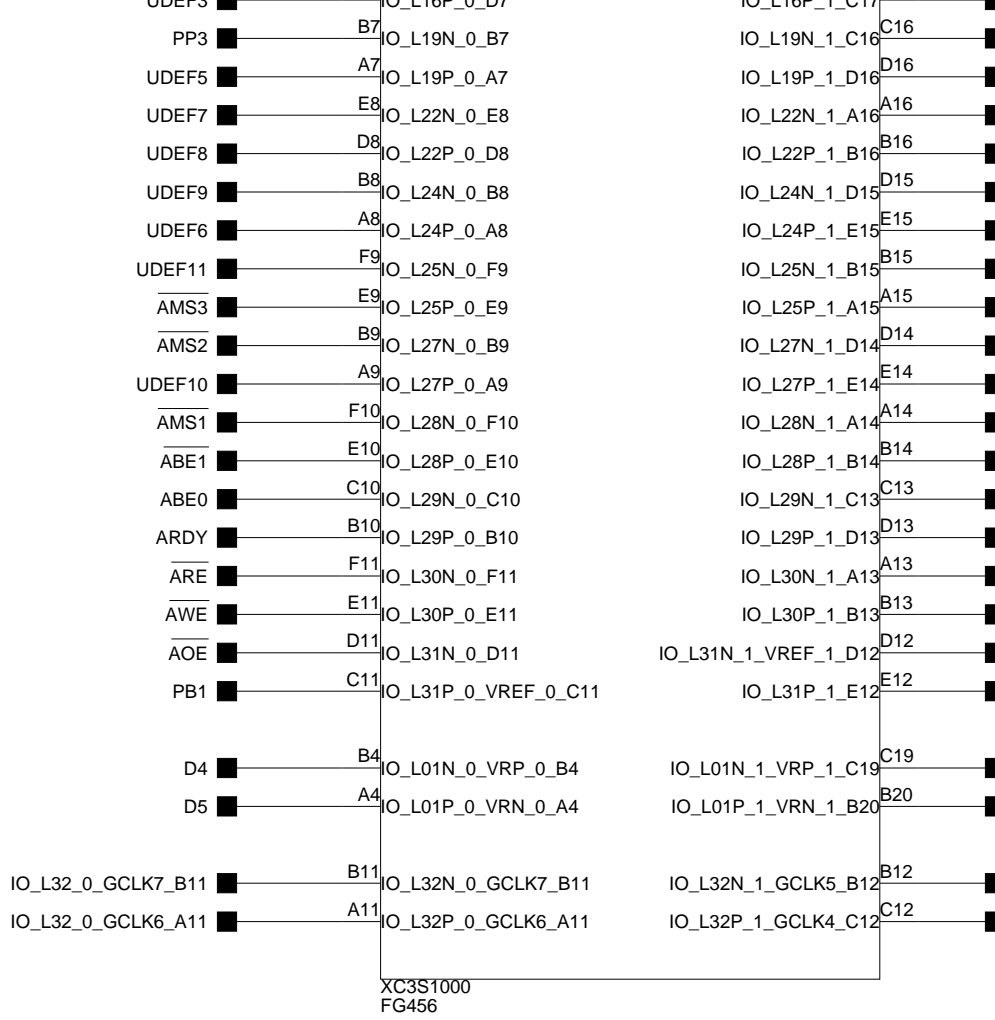 UDEF3 IO_L16P_0_D7 IO_L16P_1_C17
PP3 B7 IO_L19N_0_B7 IO_L19N_1_C16 C16
UDEF5 A7 IO_L19P_0_A7 IO_L19P_1_D16 D16
UDEF7 E8 IO_L22N_0_E8 IO_L22N_1_A16 A16
UDEF8 D8 IO_L22P_0_D8 IO_L22P_1_B16 B16
UDEF9 B8 IO_L24N_0_B8 IO_L24N_1_D15 D15
UDEF6 A8 IO_L24P_0_A8 IO_L24P_1_E15 E15
UDEF11 F9 IO_L25N_0_F9 IO_L25N_1_B15 B15
AMS3 E9 IO_L25P_0_E9 IO_L25P_1_A15 A15
AMS2 B9 IO_L27N_0_B9 IO_L27N_1_D14 D14
UDEF10 A9 IO_L27P_0_A9 IO_L27P_1_E14 E14
AMS1 F10 IO_L28N_0_F10 IO_L28N_1_A14 A14
ABE1 E10 IO_L28P_0_E10 IO_L28P_1_B14 B14
ABE0 C10 IO_L29N_0_C10 IO_L29N_1_C13 C13
ARDY B10 IO_L29P_0_B10 IO_L29P_1_D13 D13
ARE F11 IO_L30N_0_F11 IO_L30N_1_A13 A13
AWE E11 IO_L30P_0_E11 IO_L30P_1_B13 B13
AOE D11 IO_L31N_0_D11 IO_L31N_1_VREF_1_D12 D12
PB1 C11 IO_L31P_0_VREF_0_C11 IO_L31P_1_E12 E12
D4 B4 IO_L01N_0_VRP_0_B4 IO_L01N_1_VRP_1_C19 C19
D5 A4 IO_L01P_0_VRN_0_A4 IO_L01P_1_VRN_1_B20 B20
IO_L32_0_GCLK7_B11 B11 IO_L32N_0_GCLK7_B11 IO_L32N_1_GCLK5_B12 B12
IO_L32_0_GCLK6_A11 A11 IO_L32P_0_GCLK6_A11 IO_L32P_1_GCLK4_C12 C12
XC3S1000
FG456